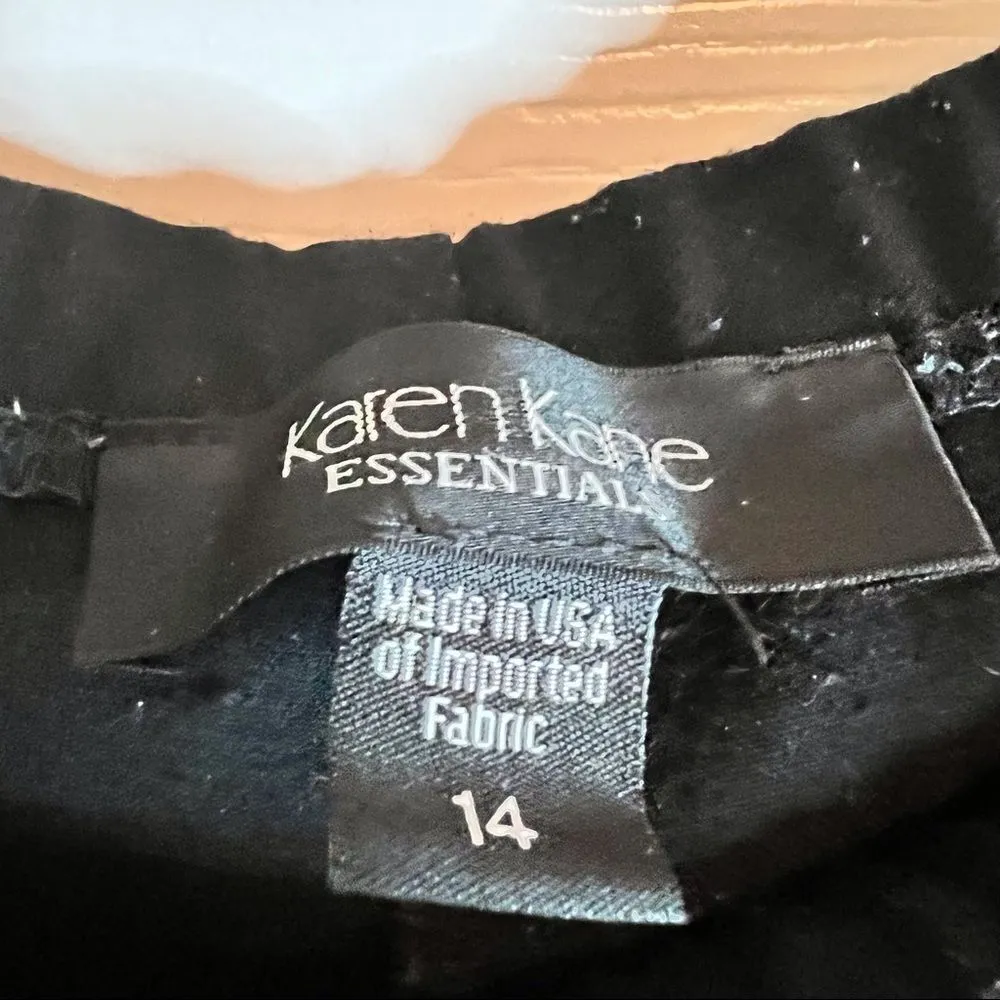 Karen Kane
ESSENTIALS
Made in USA
of Imported
Fabric
14